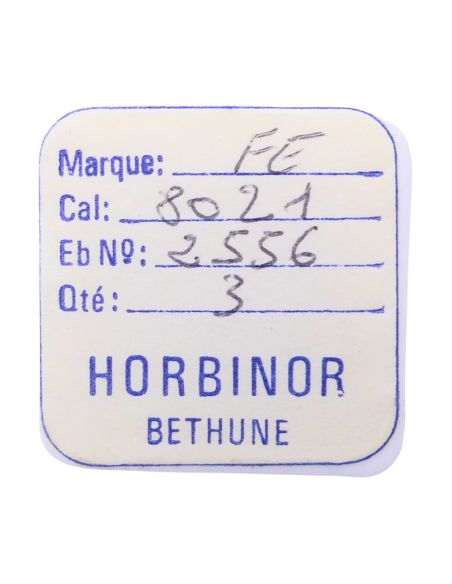 Marque: FE
Cal: 8021
Eb Nº: 2556
Qté: 3
HORBINOR
BETHUNE